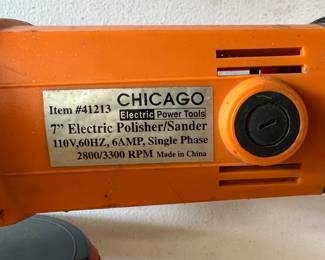 Item #41213 CHICAGO
Electric Power Tools
7" Electric Polisher/Sander
110V,60HZ, 6AMP, Single Phase
2800/3300 RPM Made in China